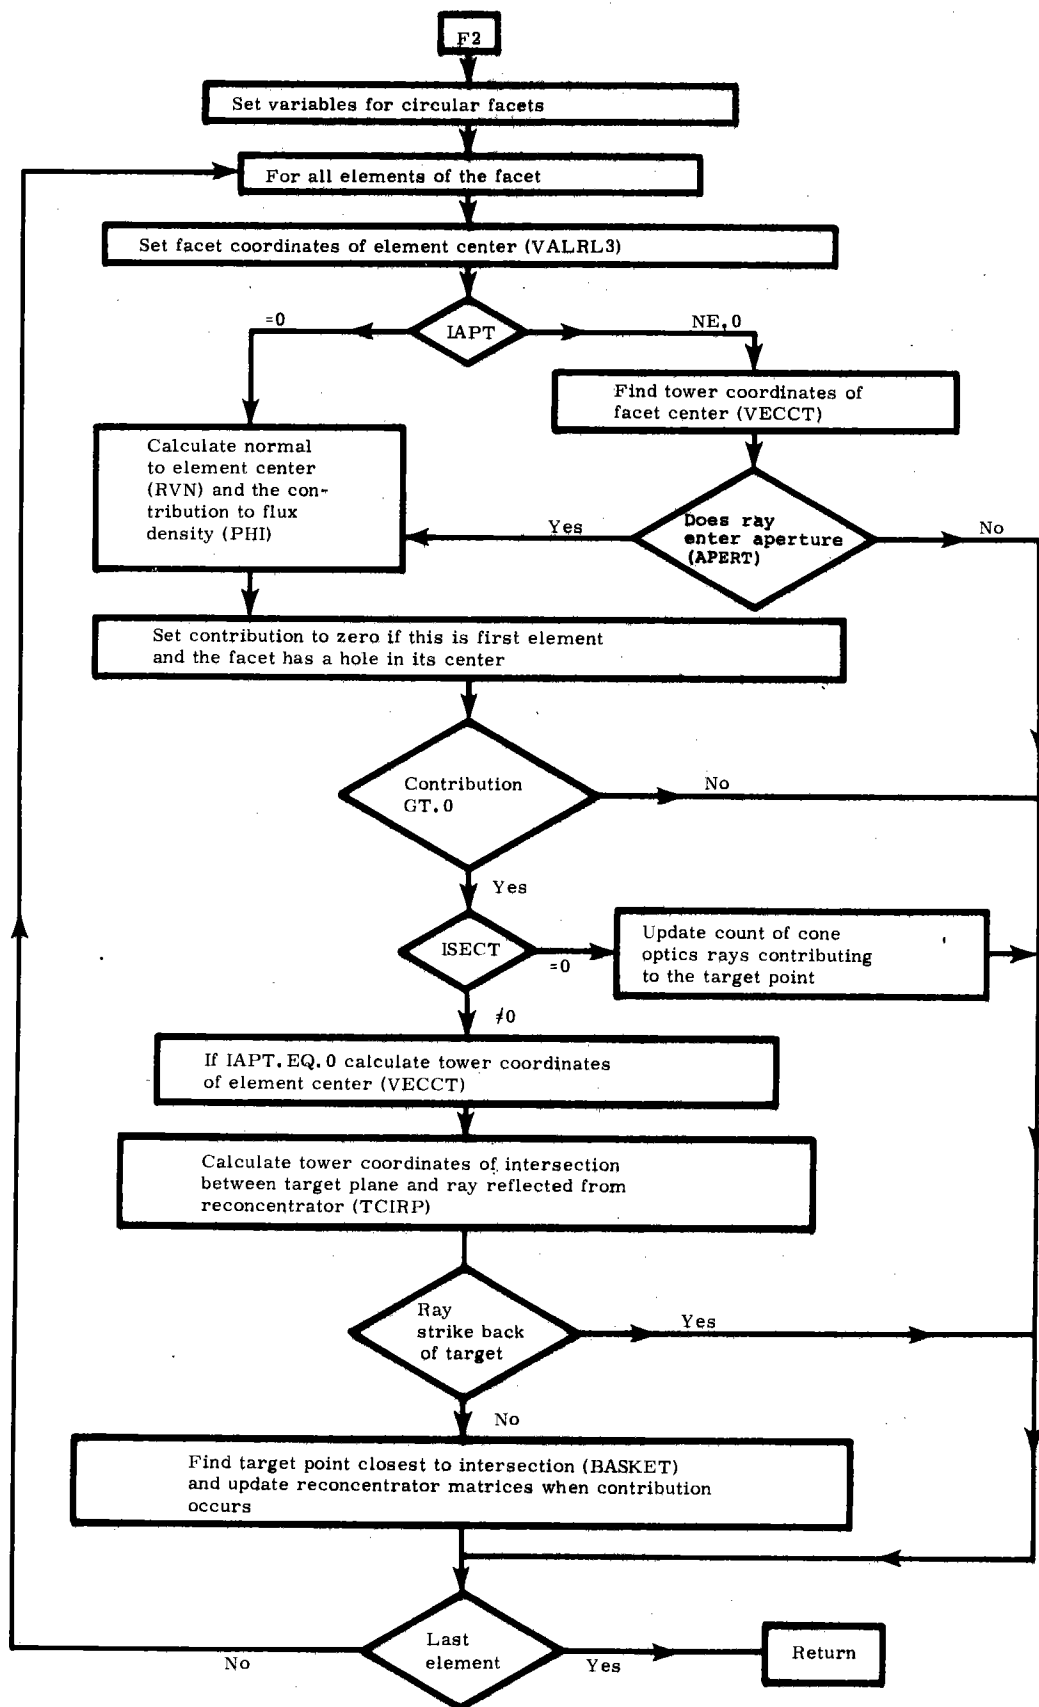 F2
Set variables for circular facets
For all elements of the facet
Set facet coordinates of element center (VALRL3)
=0
IAPT
NE.0
Find tower coordinates of
facet center (VECCT)
Calculate normal
to element center
(RVN) and the con-
tribution to flux
density (PHI)
Yes
Does ray
enter aperture
(APERT)
No
Set contribution to zero if this is first element
and the facet has a hole in its center
Contribution
GT.0
No
Yes
ISECT
=0
Update count of cone
optics rays contributing
to the target point
≠0
If IAPT.EQ.0 calculate tower coordinates
of element center (VECCT)
Calculate tower coordinates of intersection
between target plane and ray reflected from
reconcentrator (TCIRP)
Ray
strike back
of target
Yes
No
Find target point closest to intersection (BASKET)
and update reconcentrator matrices when contribution
occurs
Last
element
No
Yes
Return